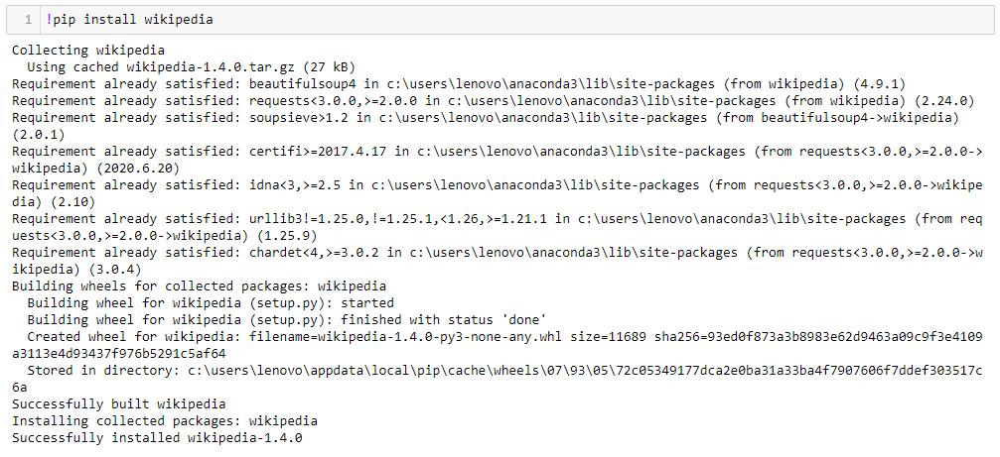 1 !pip install wikipedia
Collecting wikipedia
  Using cached wikipedia-1.4.0.tar.gz (27 kB)
Requirement already satisfied: beautifulsoup4 in c:\users\lenovo\anaconda3\lib\site-packages (from wikipedia) (4.9.1)
Requirement already satisfied: requests<3.0.0,>=2.0.0 in c:\users\lenovo\anaconda3\lib\site-packages (from wikipedia) (2.24.0)
Requirement already satisfied: soupsieve>1.2 in c:\users\lenovo\anaconda3\lib\site-packages (from beautifulsoup4->wikipedia)
(2.0.1)
Requirement already satisfied: certifi>=2017.4.17 in c:\users\lenovo\anaconda3\lib\site-packages (from requests<3.0.0,>=2.0.0->
wikipedia) (2020.6.20)
Requirement already satisfied: idna<3,>=2.5 in c:\users\lenovo\anaconda3\lib\site-packages (from requests<3.0.0,>=2.0.0->wikipe
dia) (2.10)
Requirement already satisfied: urllib3!=1.25.0,!=1.25.1,<1.26,>=1.21.1 in c:\users\lenovo\anaconda3\lib\site-packages (from req
uests<3.0.0,>=2.0.0->wikipedia) (1.25.9)
Requirement already satisfied: chardet<4,>=3.0.2 in c:\users\lenovo\anaconda3\lib\site-packages (from requests<3.0.0,>=2.0.0->w
ikipedia) (3.0.4)
Building wheels for collected packages: wikipedia
  Building wheel for wikipedia (setup.py): started
  Building wheel for wikipedia (setup.py): finished with status 'done'
  Created wheel for wikipedia: filename=wikipedia-1.4.0-py3-none-any.whl size=11689 sha256=93ed0f873a3b8983e62d9463a09c9f3e4109
a3113e4d93437f976b5291c5af64
  Stored in directory: c:\users\lenovo\appdata\local\pip\cache\wheels\07\93\05\72c05349177dca2e0ba31a33ba4f7907606f7ddef303517c
6a
Successfully built wikipedia
Installing collected packages: wikipedia
Successfully installed wikipedia-1.4.0